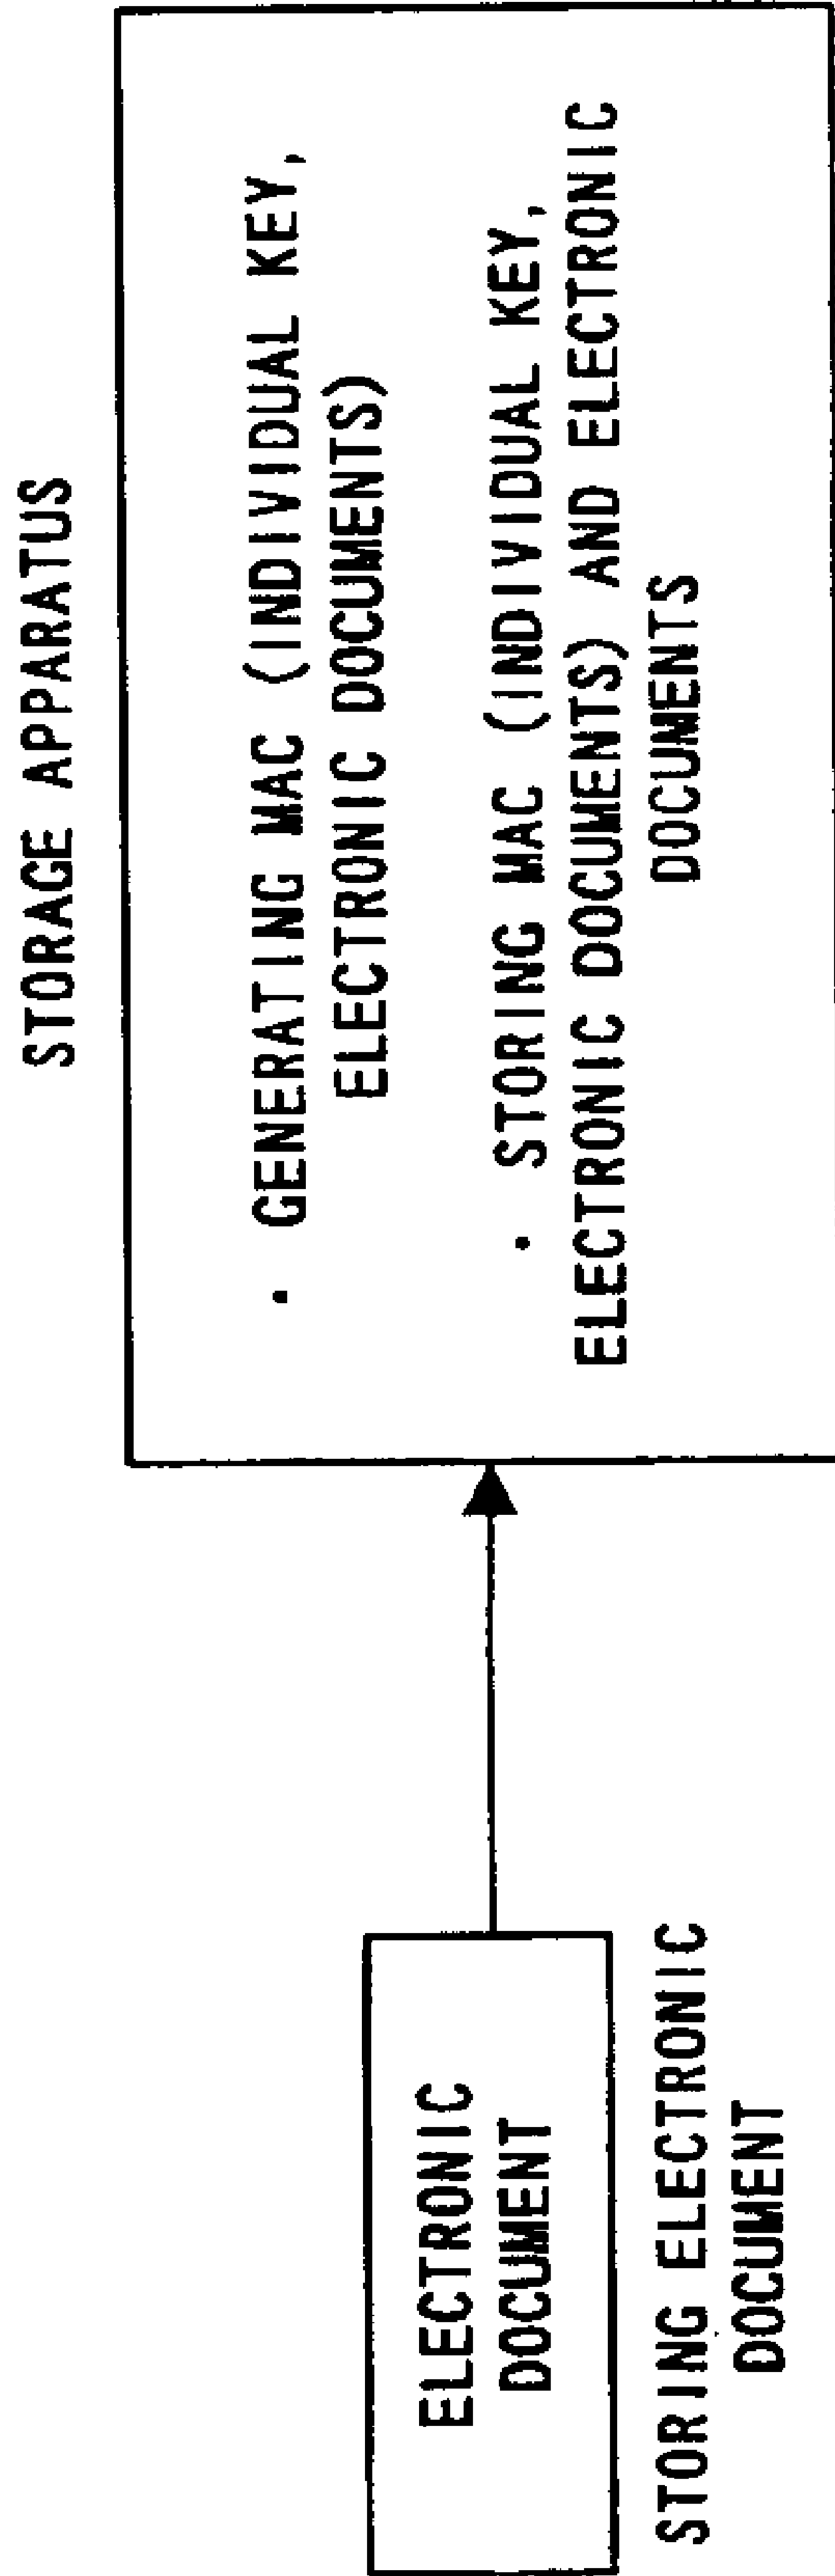 STORAGE APPARATUS
· GENERATING MAC (INDIVIDUAL KEY,
ELECTRONIC DOCUMENTS)
· STORING MAC (INDIVIDUAL KEY,
ELECTRONIC DOCUMENTS) AND ELECTRONIC
DOCUMENTS
ELECTRONIC
DOCUMENT
STORING ELECTRONIC
DOCUMENT